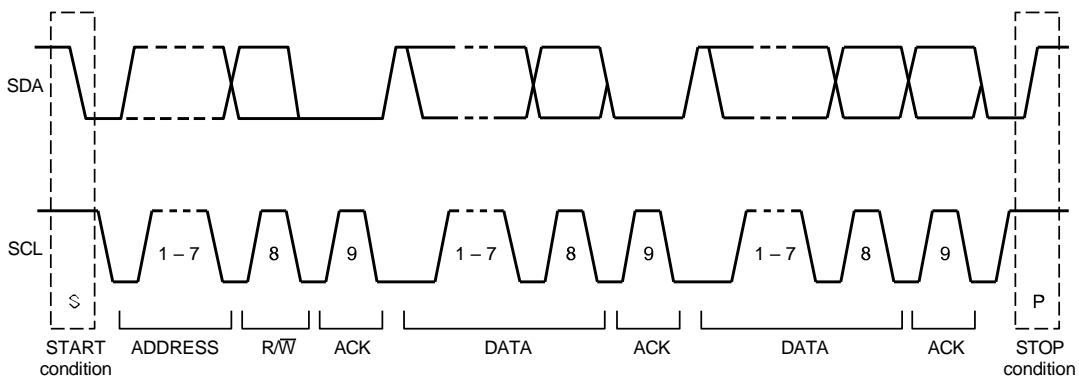 SDA
SCL
1 – 7
8
9
1 – 7
8
9
1 – 7
8
9
S
P
START
condition
ADDRESS
R/W̅
ACK
DATA
ACK
DATA
ACK
STOP
condition